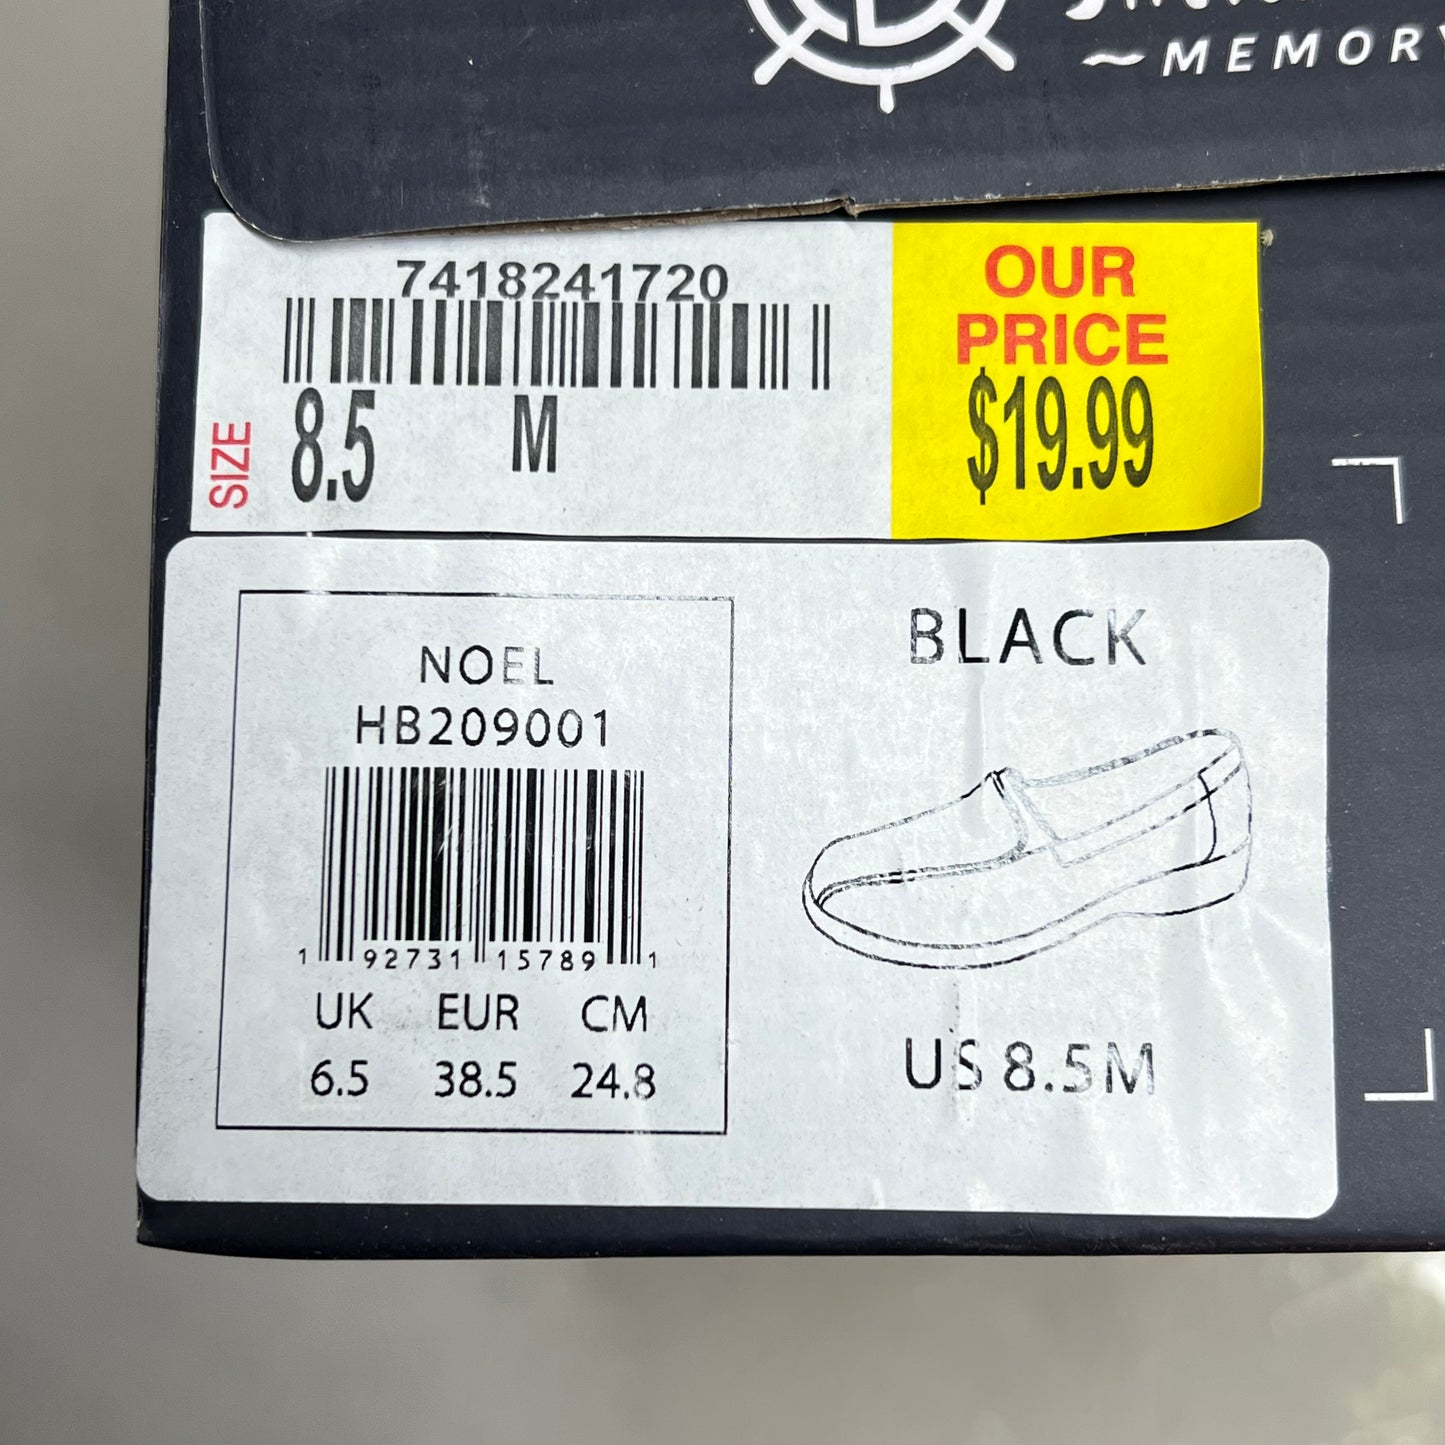 ~MEMORY
7418241720
SIZE 8.5 M
OUR
PRICE
$19.99
NOEL
HB209001
1 92731 15789 1
UK EUR CM
6.5 38.5 24.8
BLACK
US 8.5M